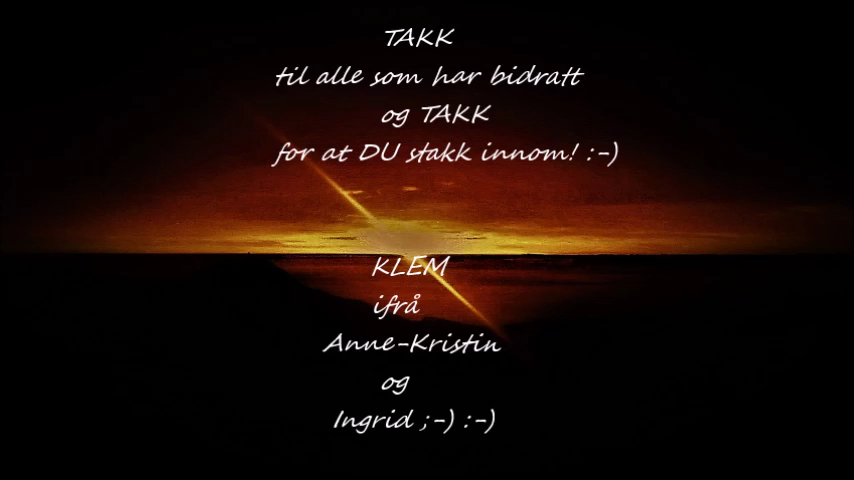 TAKK
til alle som har bidratt
og TAKK
for at DU stakk innom! :-)
KLEM
ifrå
Anne-Kristin
og
Ingrid ;-) :-)